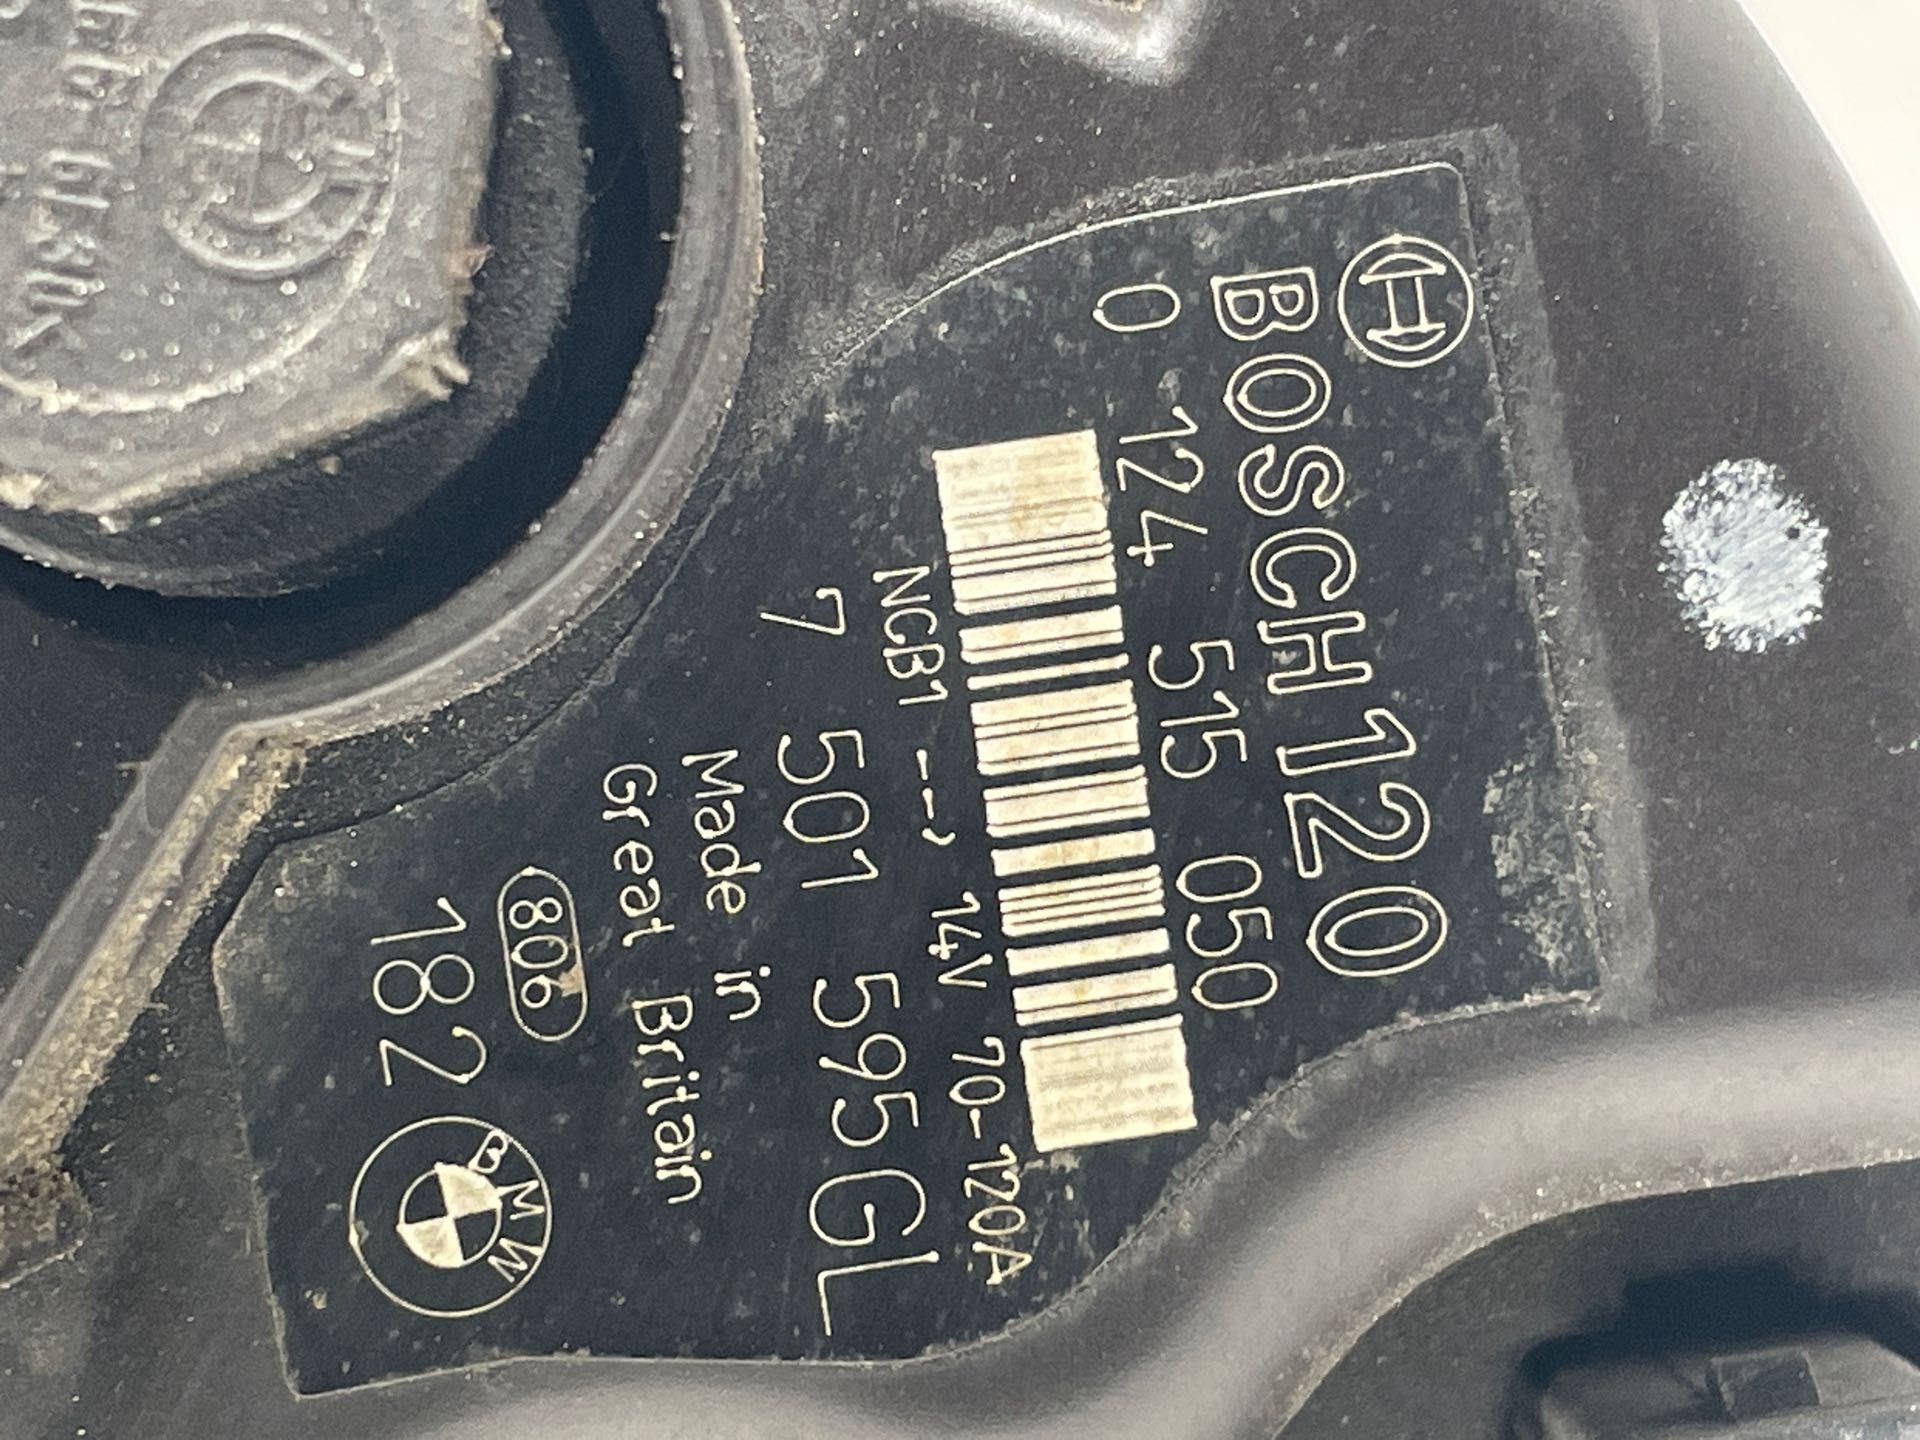 BOSCH 120
0 124 515 050
NCB1 ---> 14V 70-120A
7 501 595 GL
Made in
Great Britain
806
182
BMW